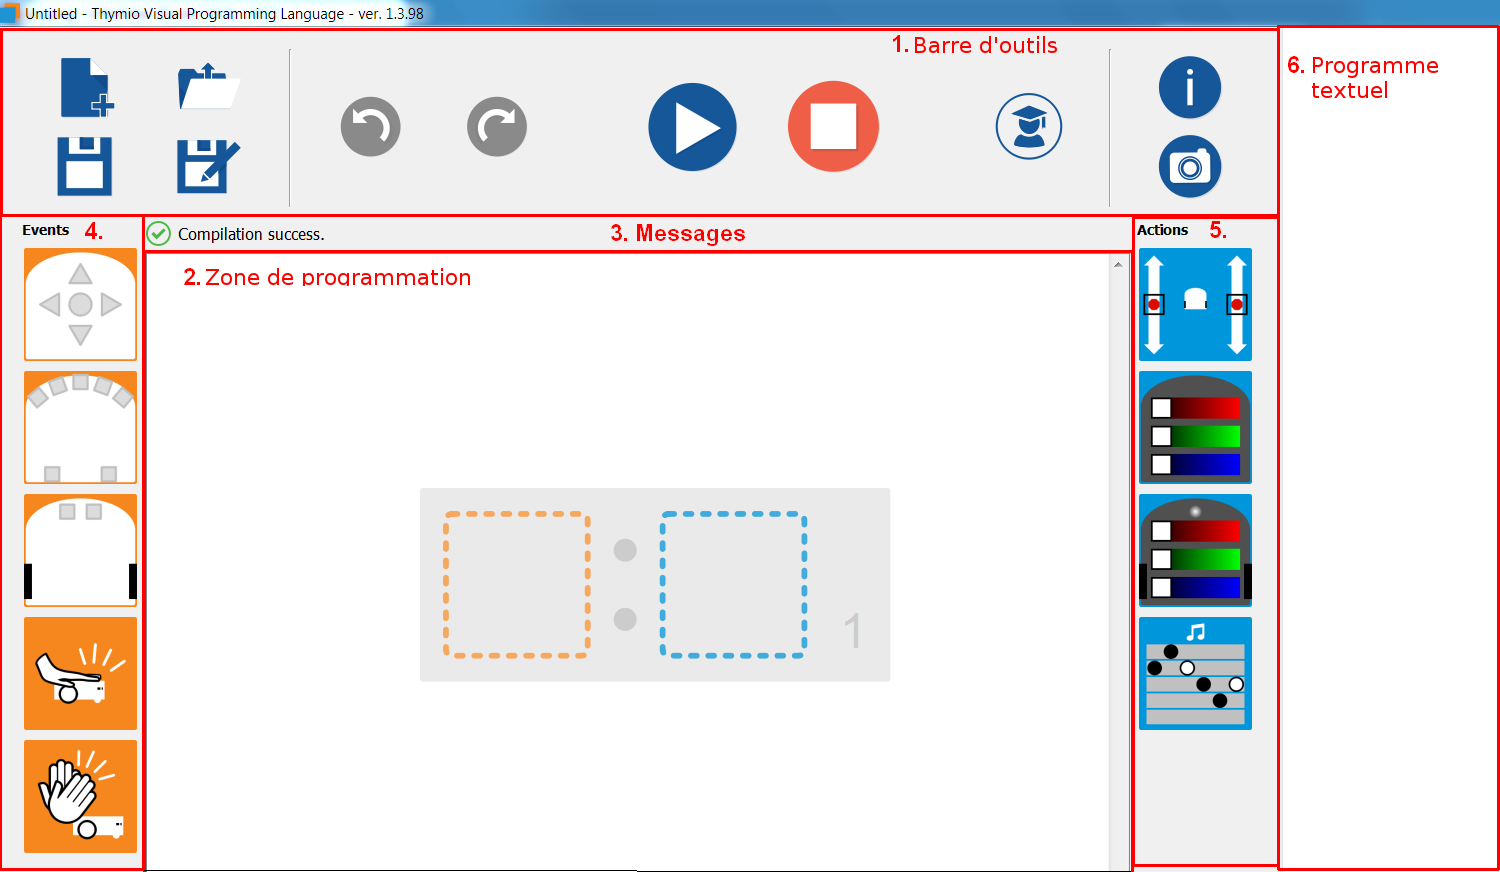 Untitled - Thymio Visual Programming Language - ver. 1.3.98
1. Barre d'outils
6. Programme
textuel
Events 4.
Compilation success.
3. Messages
Actions 5.
2. Zone de programmation
1